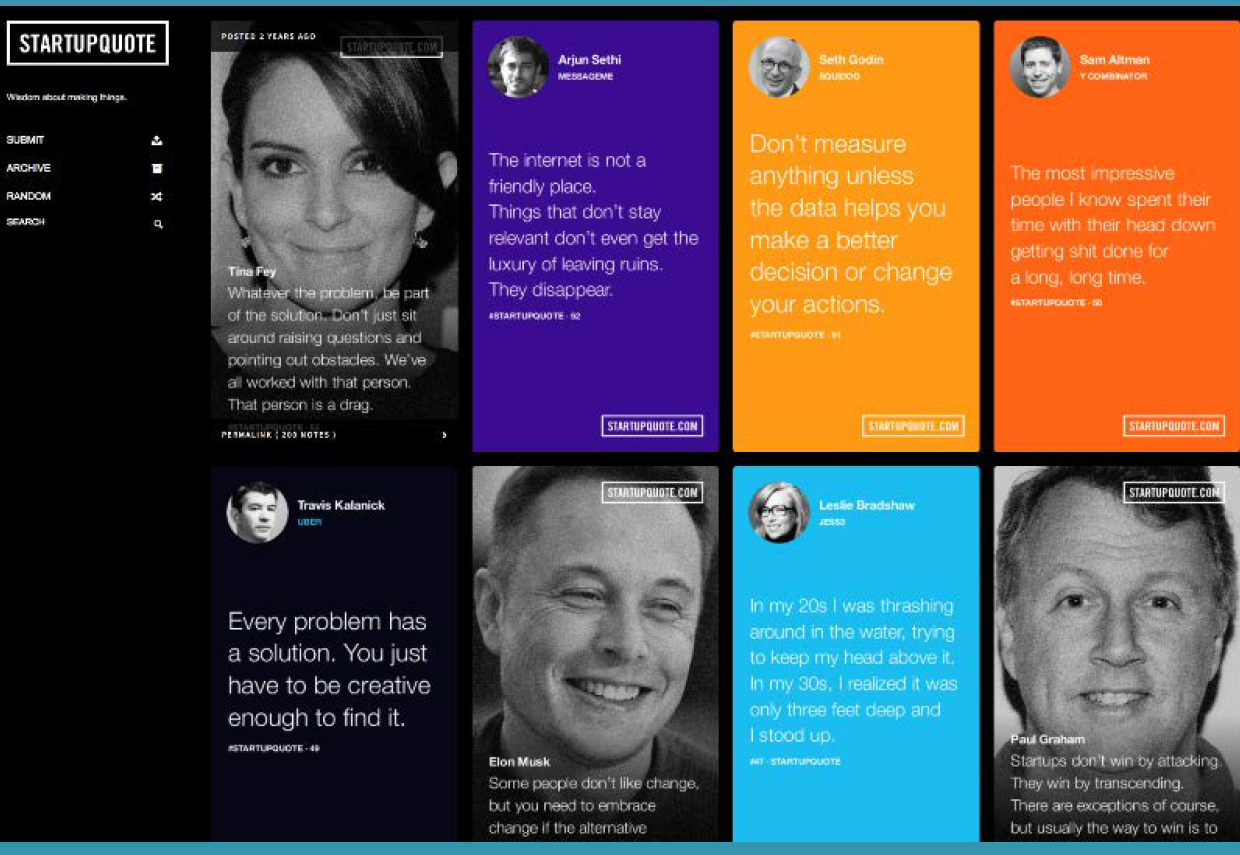 STARTUPQUOTE
Wisdom about making things.
SUBMIT
ARCHIVE
RANDOM
SEARCH
POSTED 2 YEARS AGO
STARTUPQUOTE.COM
Tina Fey
Whatever the problem, be part
of the solution. Don't just sit
around raising questions and
pointing out obstacles. We've
all worked with that person.
That person is a drag.
PERMALINK ( 200 NOTES )
Arjun Sethi
MESSAGEME
The internet is not a
friendly place.
Things that don't stay
relevant don't even get the
luxury of leaving ruins.
They disappear.
#STARTUPQUOTE - 52
STARTUPQUOTE.COM
Seth Godin
SQUIDOO
Don't measure
anything unless
the data helps you
make a better
decision or change
your actions.
#STARTUPQUOTE - 51
STARTUPQUOTE.COM
Sam Altman
Y COMBINATOR
The most impressive
people I know spent their
time with their head down
getting shit done for
a long, long time.
#STARTUPQUOTE - 50
STARTUPQUOTE.COM
Travis Kalanick
UBER
Every problem has
a solution. You just
have to be creative
enough to find it.
#STARTUPQUOTE - 49
STARTUPQUOTE.COM
Elon Musk
Some people don't like change,
but you need to embrace
change if the alternative
Leslie Bradshaw
JESS3
In my 20s I was thrashing
around in the water, trying
to keep my head above it.
In my 30s, I realized it was
only three feet deep and
I stood up.
#47 - STARTUPQUOTE
STARTUPQUOTE.COM
Paul Graham
Startups don't win by attacking.
They win by transcending.
There are exceptions of course,
but usually the way to win is to